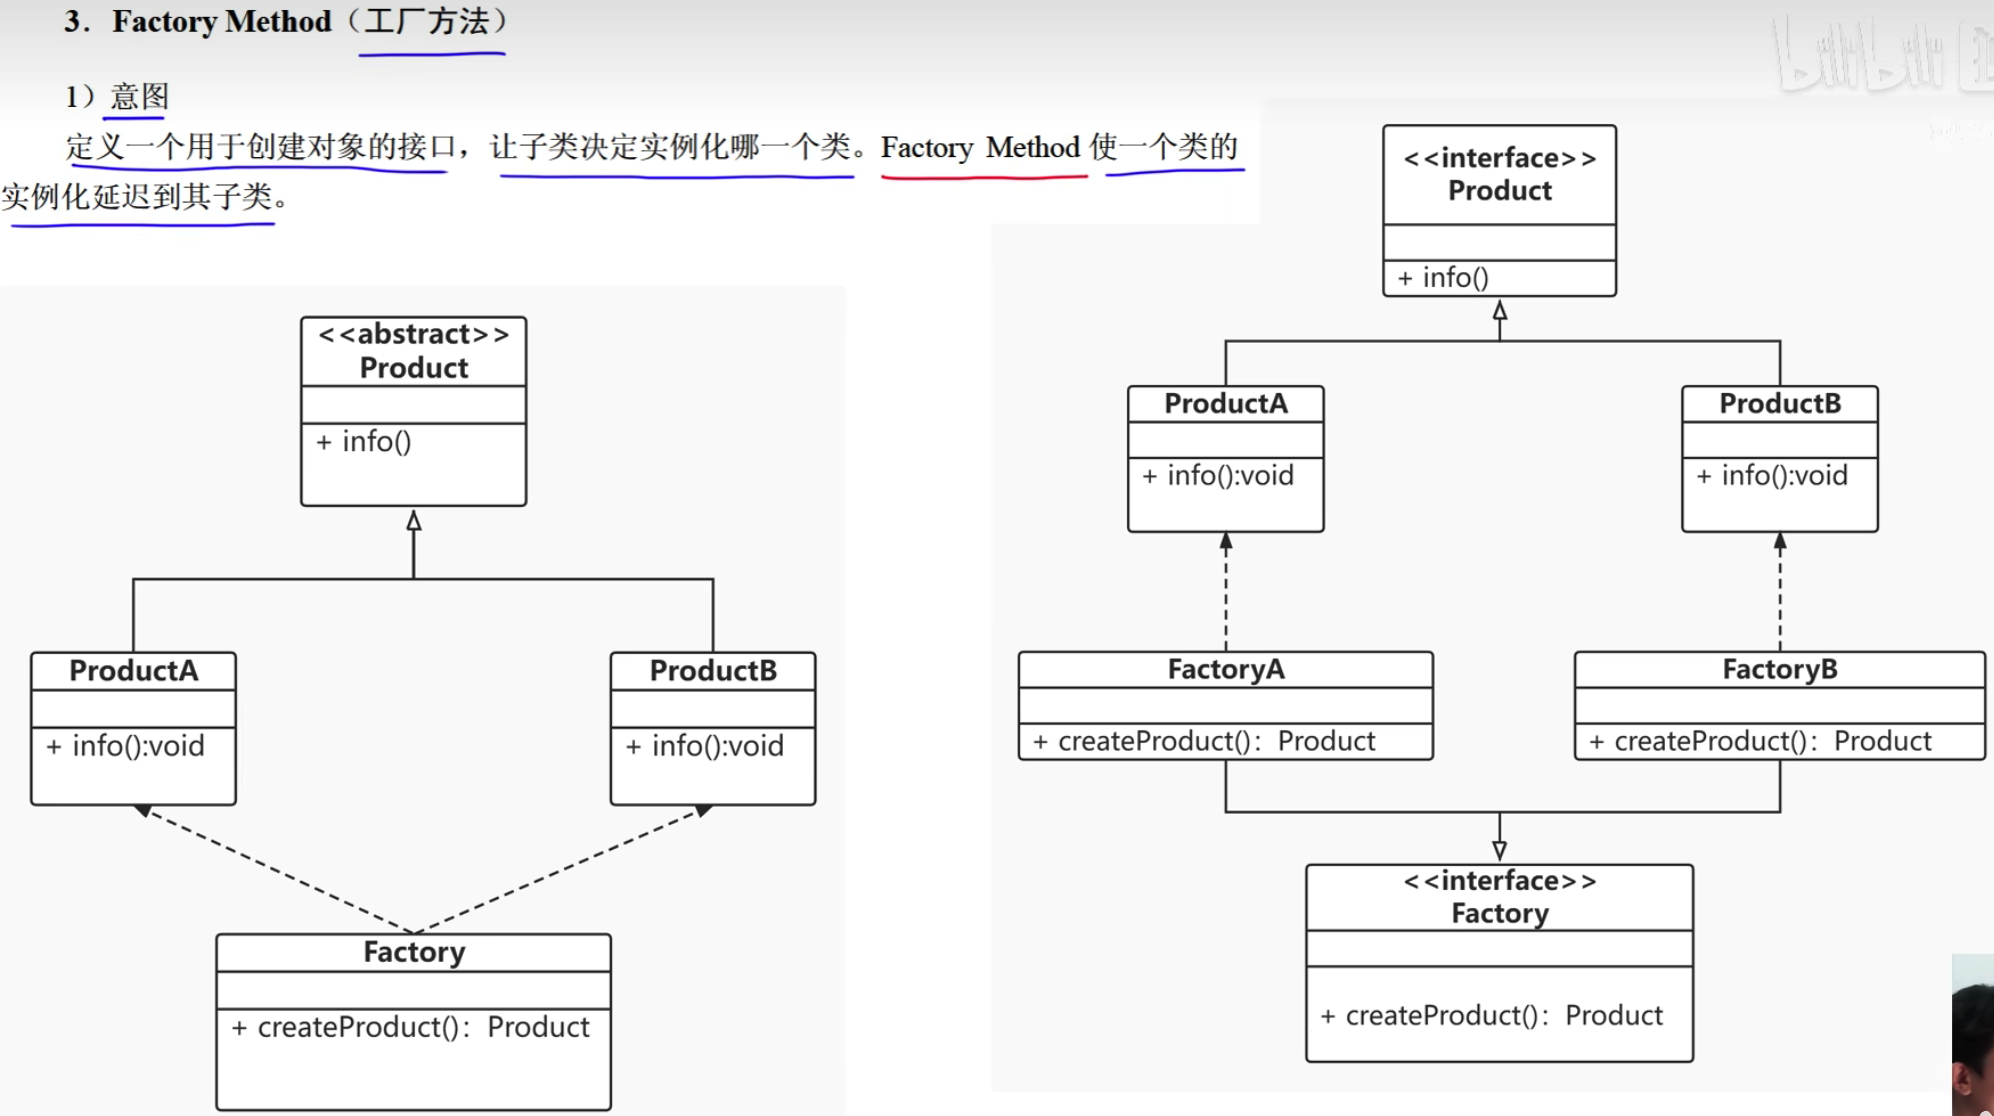 3. Factory Method（工厂方法）
1）意图
定义一个用于创建对象的接口，让子类决定实例化哪一个类。Factory Method 使一个类的
实例化延迟到其子类。
<<abstract>>
Product
+ info()
ProductA
+ info():void
ProductB
+ info():void
Factory
+ createProduct()：Product
<<interface>>
Product
+ info()
ProductA
+ info():void
ProductB
+ info():void
FactoryA
+ createProduct()：Product
FactoryB
+ createProduct()：Product
<<interface>>
Factory
+ createProduct()：Product
bilibili